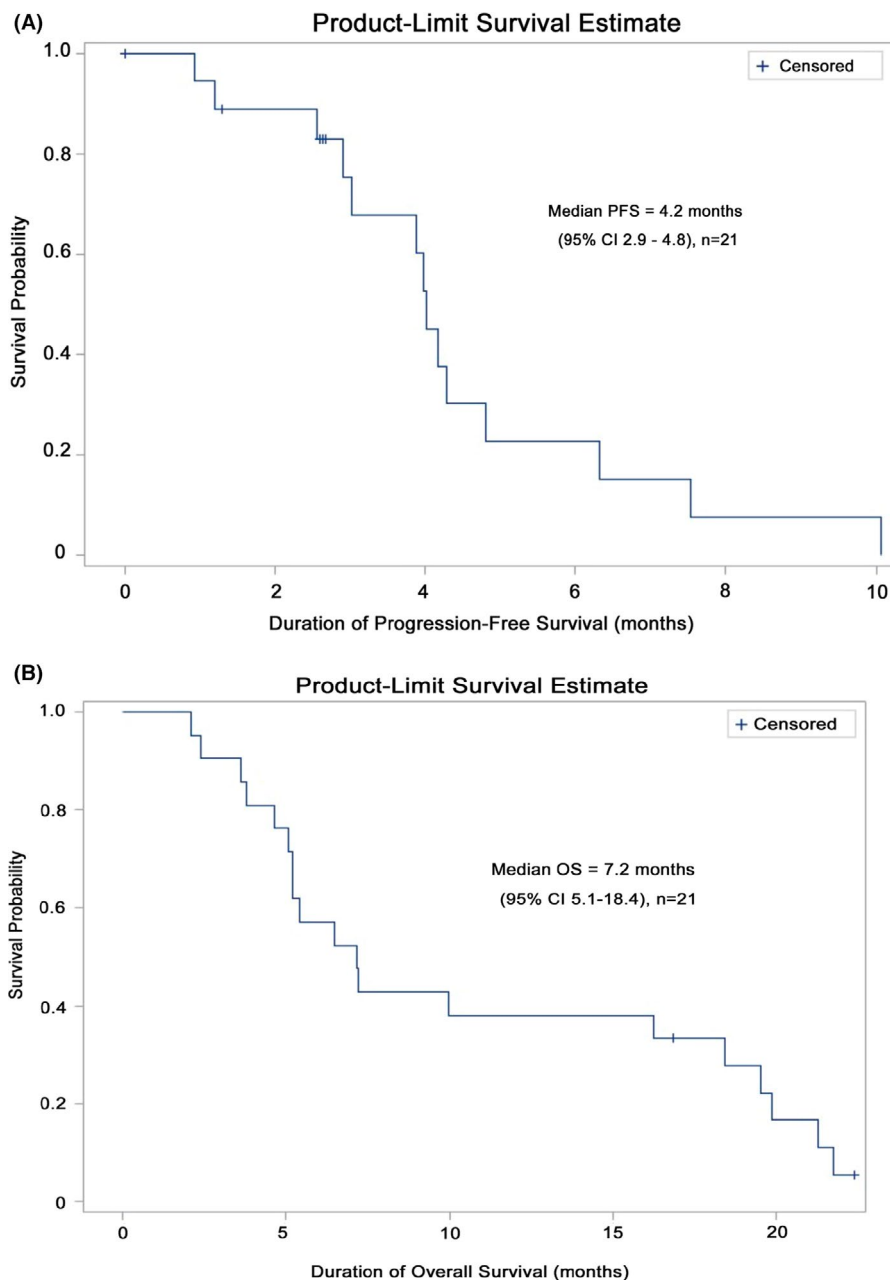 (A)
Product-Limit Survival Estimate
1.0
+ Censored
0.8
Median PFS = 4.2 months
(95% CI 2.9 - 4.8), n=21
0.6
Survival Probability
0.4
0.2
0
0 2 4 6 8 10
Duration of Progression-Free Survival (months)
(B)
Product-Limit Survival Estimate
1.0
+ Censored
0.8
Median OS = 7.2 months
(95% CI 5.1-18.4), n=21
0.6
Survival Probability
0.4
0.2
0
0 5 10 15 20
Duration of Overall Survival (months)